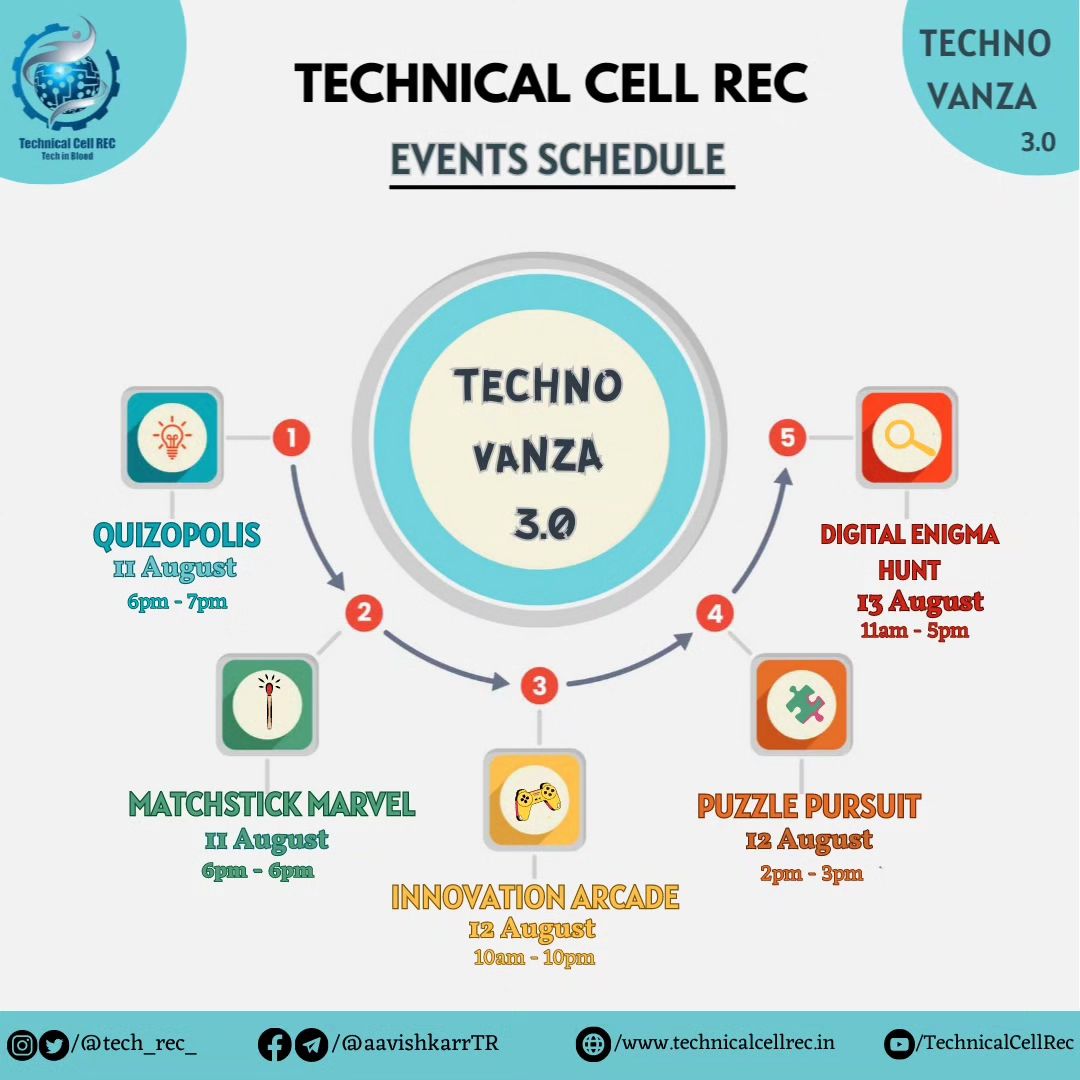 Technical Cell REC
Tech in Blood
TECHNICAL CELL REC
EVENTS SCHEDULE
TECHNO
VANZA
3.0
TECHNO
VANZA
3.0
1
QUIZOPOLIS
11 August
6pm - 7pm
2
MATCHSTICK MARVEL
11 August
6pm - 6pm
3
INNOVATION ARCADE
12 August
10am - 10pm
4
PUZZLE PURSUIT
12 August
2pm - 3pm
5
DIGITAL ENIGMA
HUNT
13 August
11am - 5pm
/@tech_rec_
/@aavishkarrTR
/www.technicalcellrec.in
/TechnicalCellRec